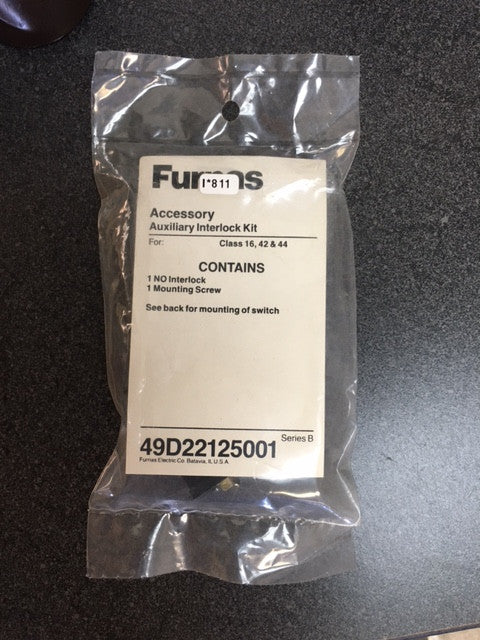 Furnas
I*811
Accessory
Auxiliary Interlock Kit
For: Class 16, 42 & 44
CONTAINS
1 NO Interlock
1 Mounting Screw
See back for mounting of switch
49D22125001 Series B
Furnas Electric Co. Batavia, IL U.S.A.